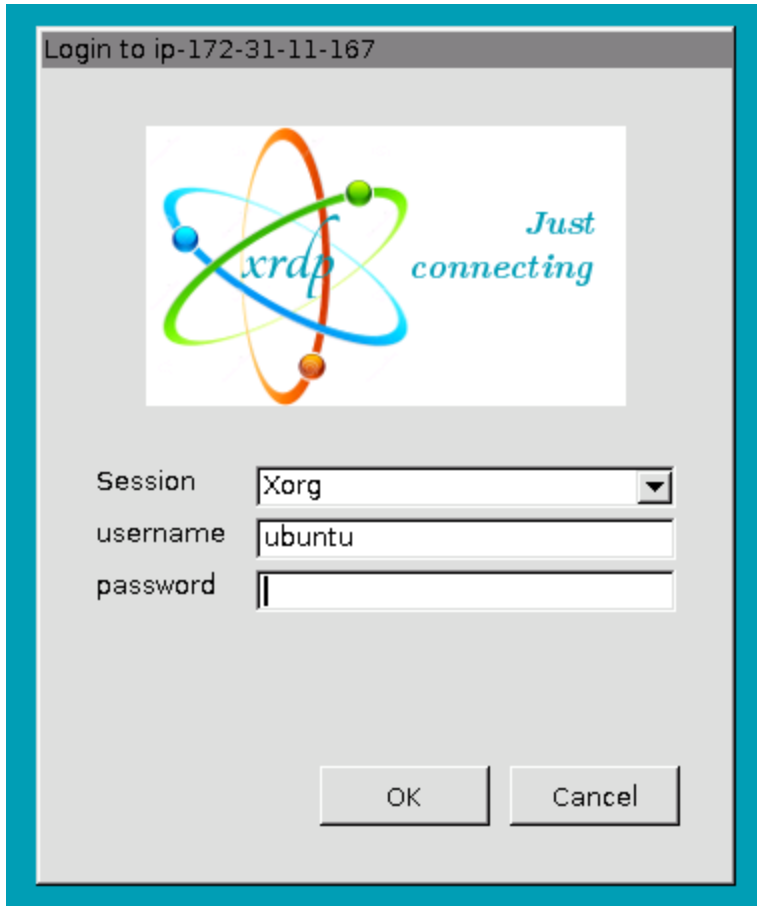 Login to ip-172-31-11-167
Just
xrdp connecting
Session Xorg
username ubuntu
password
OK Cancel